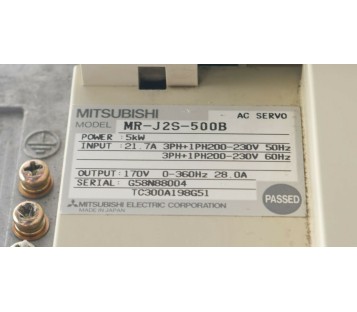 MITSUBISHI AC SERVO
MODEL MR-J2S-500B
POWER : 5kW
INPUT : 21.7A 3PH+1PH200-230V 50Hz
3PH+1PH200-230V 60Hz
OUTPUT: 170V 0-360Hz 28.0A
SERIAL: G58N88004
TC300A198G51
MITSUBISHI ELECTRIC CORPORATION
MADE IN JAPAN
PASSED